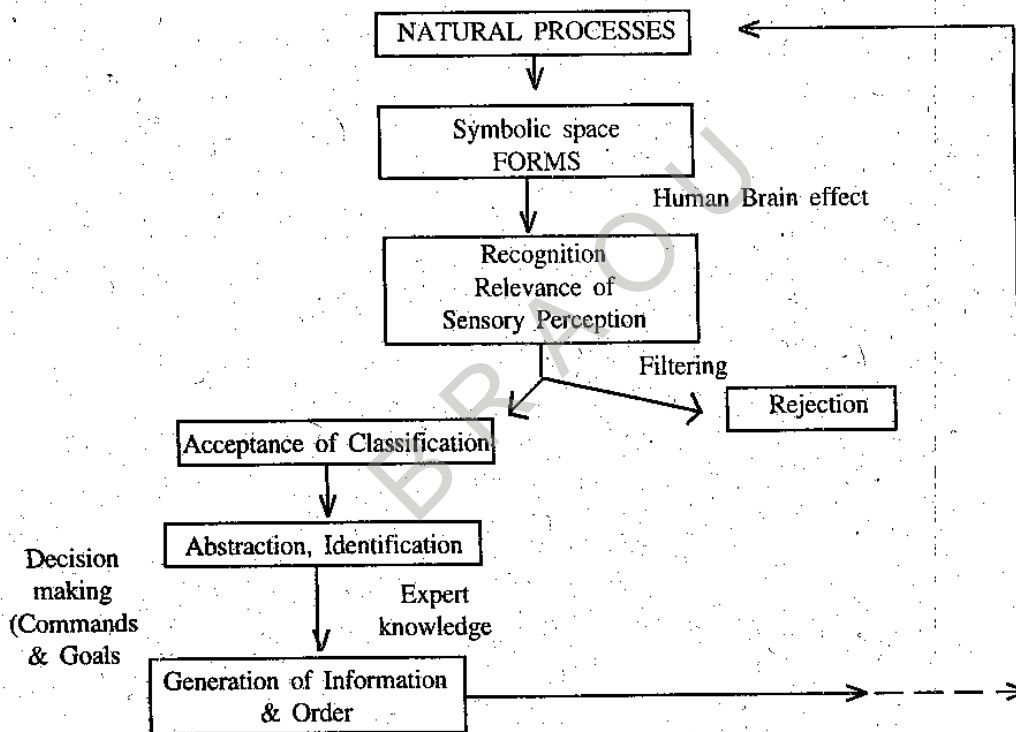 NATURAL PROCESSES
Symbolic space
FORMS
Human Brain effect
Recognition
Relevance of
Sensory Perception
Filtering
Rejection
Acceptance of Classification
Abstraction, Identification
Decision
making
(Commands
& Goals
Expert
knowledge
Generation of Information
& Order
BRAOU